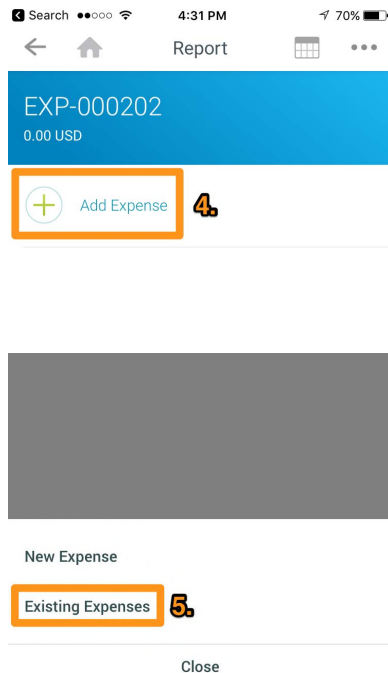 Search 4:31 PM 70%
Report
EXP-000202
0.00 USD
Add Expense 4.
New Expense
Existing Expenses 5.
Close